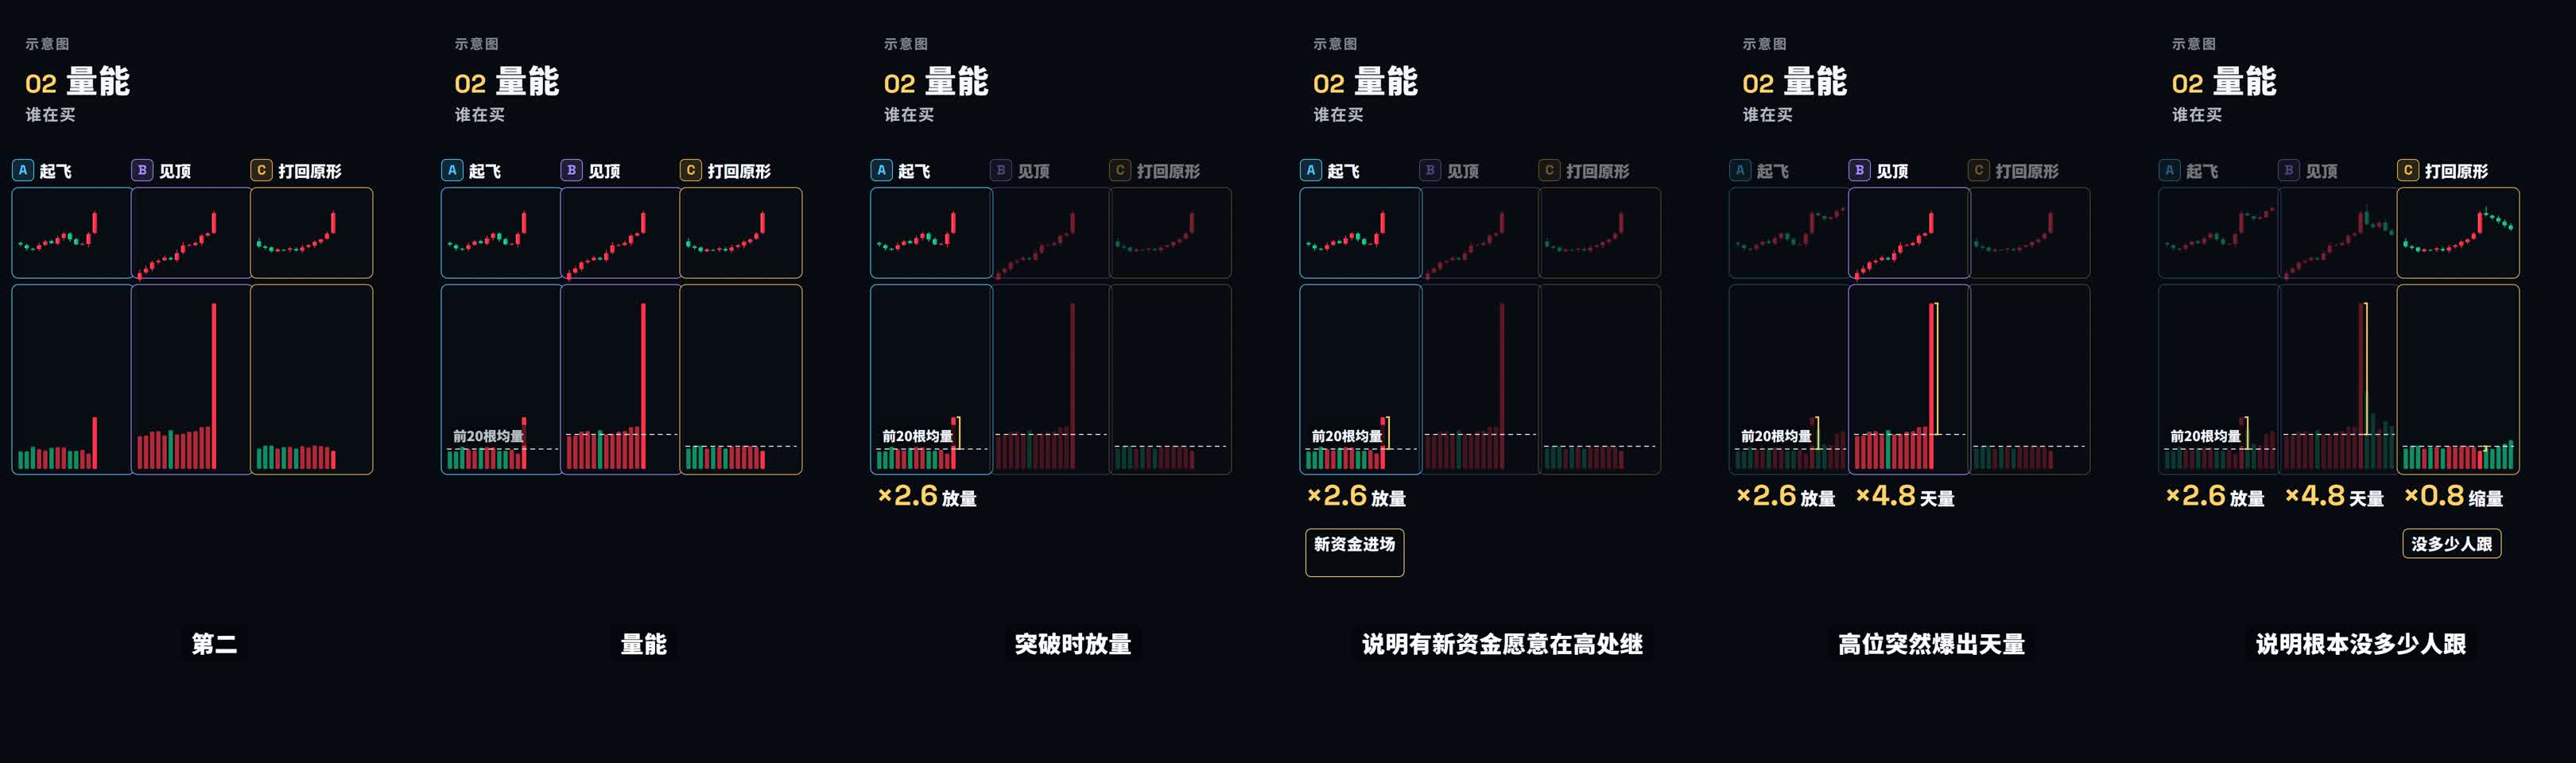 示意图
02 量能
谁在买
A 起飞 B 见顶 C 打回原形
第二
示意图
02 量能
谁在买
A 起飞 B 见顶 C 打回原形
前20根均量
量能
示意图
02 量能
谁在买
A 起飞 B 见顶 C 打回原形
前20根均量
×2.6 放量
突破时放量
示意图
02 量能
谁在买
A 起飞 B 见顶 C 打回原形
前20根均量
×2.6 放量
新资金进场
说明有新资金愿意在高处继
示意图
02 量能
谁在买
A 起飞 B 见顶 C 打回原形
前20根均量
×2.6 放量 ×4.8 天量
高位突然爆出天量
示意图
02 量能
谁在买
A 起飞 B 见顶 C 打回原形
前20根均量
×2.6 放量 ×4.8 天量 ×0.8 缩量
没多少人跟
说明根本没多少人跟